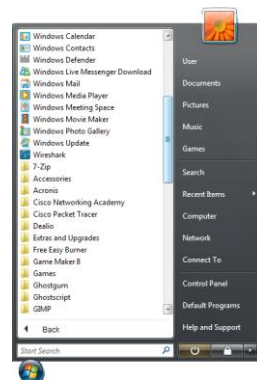 Windows Calendar
Windows Contacts
Windows Defender
Windows Live Messenger Download
Windows Mail
Windows Media Player
Windows Meeting Space
Windows Movie Maker
Windows Photo Gallery
Windows Update
Wireshark
7-Zip
Accessories
Acronis
Cisco Networking Academy
Cisco Packet Tracer
Dealio
Extras and Upgrades
Free Easy Burner
Game Maker 8
Games
Ghostgum
Ghostscript
GIMP
Back
Start Search
User
Documents
Pictures
Music
Games
Search
Recent Items
Computer
Network
Connect To
Control Panel
Default Programs
Help and Support